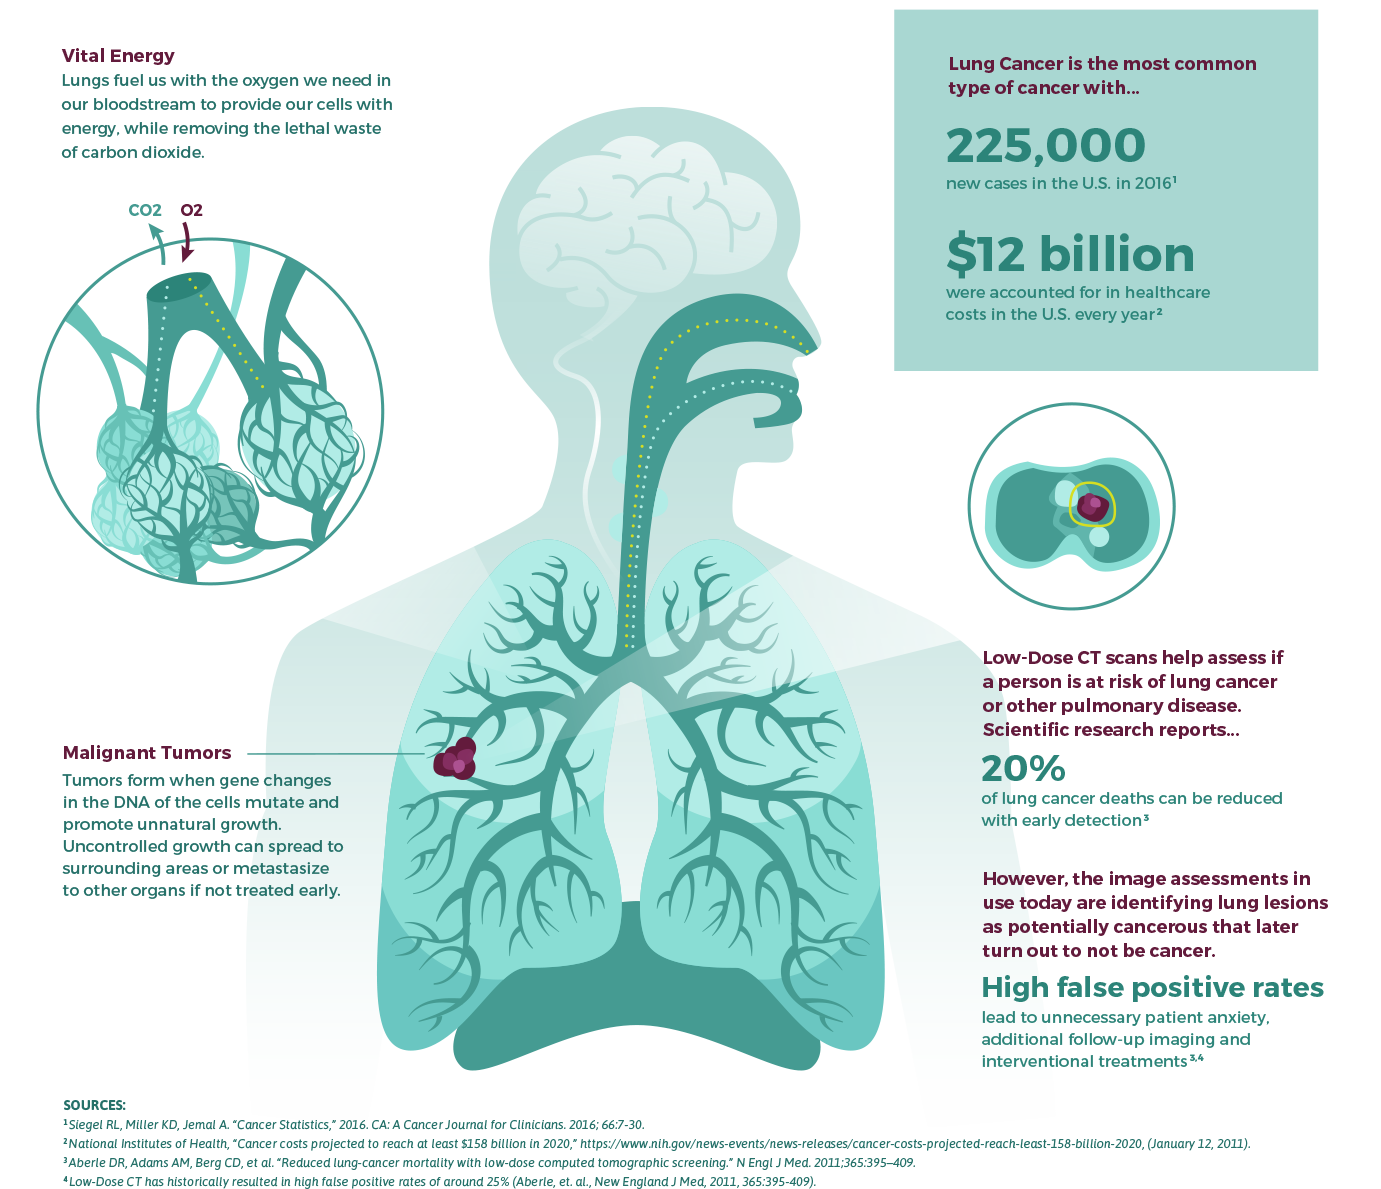 Vital Energy
Lungs fuel us with the oxygen we need in
our bloodstream to provide our cells with
energy, while removing the lethal waste
of carbon dioxide.
CO2 O2
Lung Cancer is the most common
type of cancer with...
225,000
new cases in the U.S. in 2016¹
$12 billion
were accounted for in healthcare
costs in the U.S. every year²
Malignant Tumors
Tumors form when gene changes
in the DNA of the cells mutate and
promote unnatural growth.
Uncontrolled growth can spread to
surrounding areas or metastasize
to other organs if not treated early.
Low-Dose CT scans help assess if
a person is at risk of lung cancer
or other pulmonary disease.
Scientific research reports...
20%
of lung cancer deaths can be reduced
with early detection³
However, the image assessments in
use today are identifying lung lesions
as potentially cancerous that later
turn out to not be cancer.
High false positive rates
lead to unnecessary patient anxiety,
additional follow-up imaging and
interventional treatments³,⁴
SOURCES:
¹Siegel RL, Miller KD, Jemal A. “Cancer Statistics,” 2016. CA: A Cancer Journal for Clinicians. 2016; 66:7-30.
²National Institutes of Health, “Cancer costs projected to reach at least $158 billion in 2020,” https://www.nih.gov/news-events/news-releases/cancer-costs-projected-reach-least-158-billion-2020, (January 12, 2011).
³Aberle DR, Adams AM, Berg CD, et al. “Reduced lung-cancer mortality with low-dose computed tomographic screening.” N Engl J Med. 2011;365:395–409.
⁴Low-Dose CT has historically resulted in high false positive rates of around 25% (Aberle, et. al., New England J Med, 2011, 365:395-409).